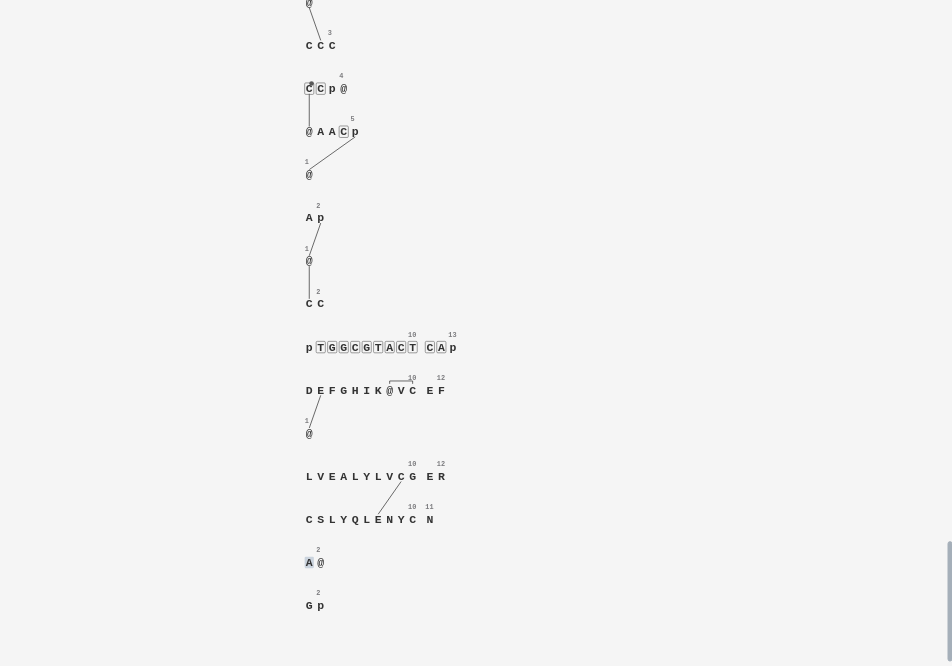 @
3
C C C
4
C C p @
5
@ A A C p
1
@
2
A p
1
@
2
C C
10 13
p T G G C G T A C T C A p
10 12
D E F G H I K @ V C E F
1
@
10 12
L V E A L Y L V C G E R
10 11
C S L Y Q L E N Y C N
2
A @
2
G p